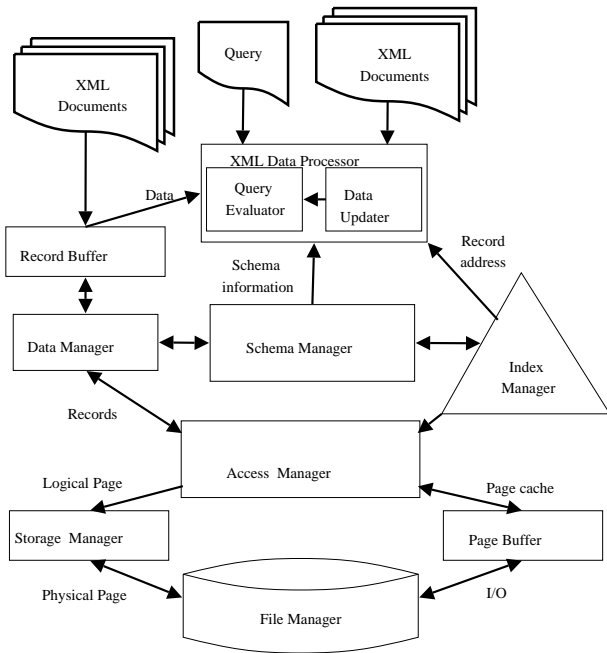 XML
Documents
Query
XML
Documents
XML Data Processor
Query
Evaluator
Data
Updater
Data
Record Buffer
Schema
information
Record
address
Data Manager
Schema Manager
Index
Manager
Records
Access Manager
Logical Page
Page cache
Storage Manager
Page Buffer
Physical Page
File Manager
I/O